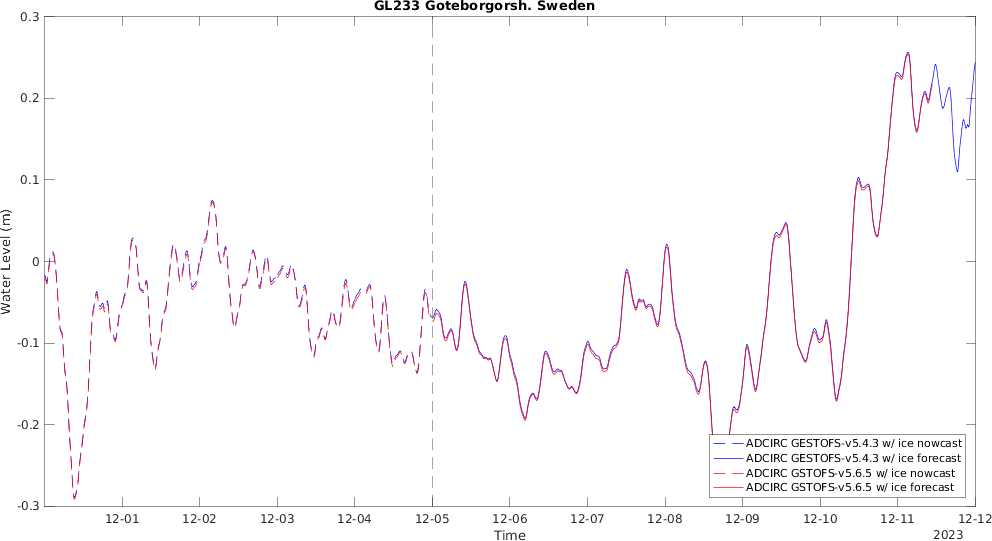 GL233 Goteborgorsh. Sweden
Water Level (m)
0.3
0.2
0.1
0
-0.1
-0.2
-0.3
ADCIRC GESTOFS-v5.4.3 w/ ice nowcast
ADCIRC GESTOFS-v5.4.3 w/ ice forecast
ADCIRC GSTOFS-v5.6.5 w/ ice nowcast
ADCIRC GSTOFS-v5.6.5 w/ ice forecast
12-01 12-02 12-03 12-04 12-05 12-06 12-07 12-08 12-09 12-10 12-11 12-12
Time
2023